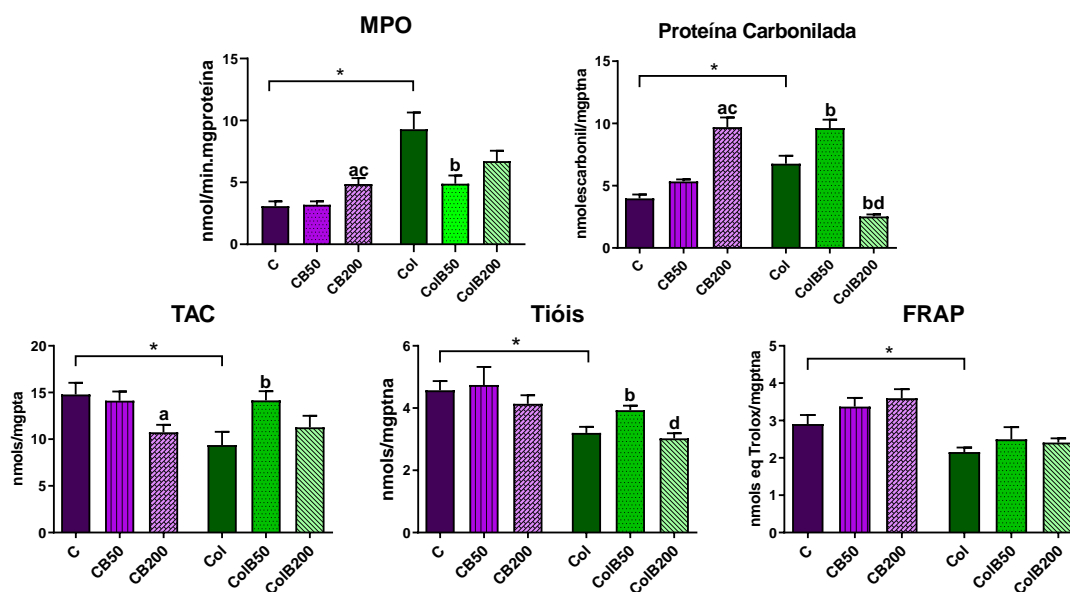 MPO
nmol/min.mgproteína
15
10
5
0
*
ac
b
C
CB50
CB200
Col
ColB50
ColB200
Proteína Carbonilada
nmolescarbonil/mgptna
15
10
5
0
*
ac
b
bd
C
CB50
CB200
Col
ColB50
ColB200
TAC
nmols/mgpta
20
15
10
5
0
*
a
b
C
CB50
CB200
Col
ColB50
ColB200
Tióis
nmols/mgptna
6
4
2
0
*
b
d
C
CB50
CB200
Col
ColB50
ColB200
FRAP
nmols eq Trolox/mgptna
5
4
3
2
1
0
*
C
CB50
CB200
Col
ColB50
ColB200